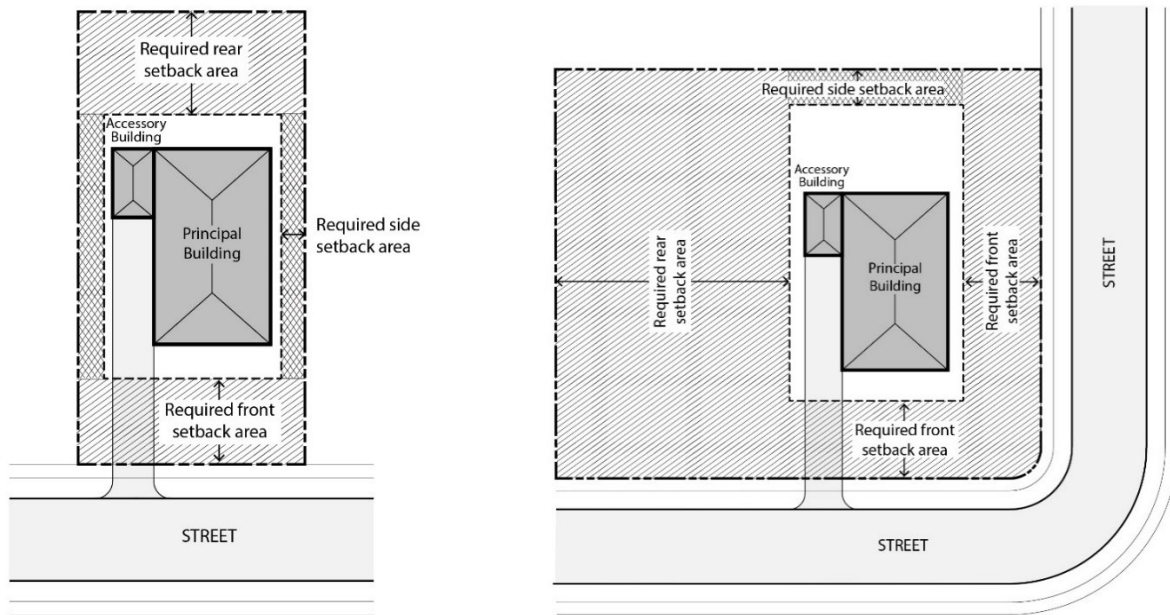 Required rear
setback area
Accessory
Building
Principal
Building
Required side
setback area
Required front
setback area
STREET
Required side setback area
Accessory
Building
Required rear
setback area
Principal
Building
Required front
setback area
STREET
Required front
setback area
STREET